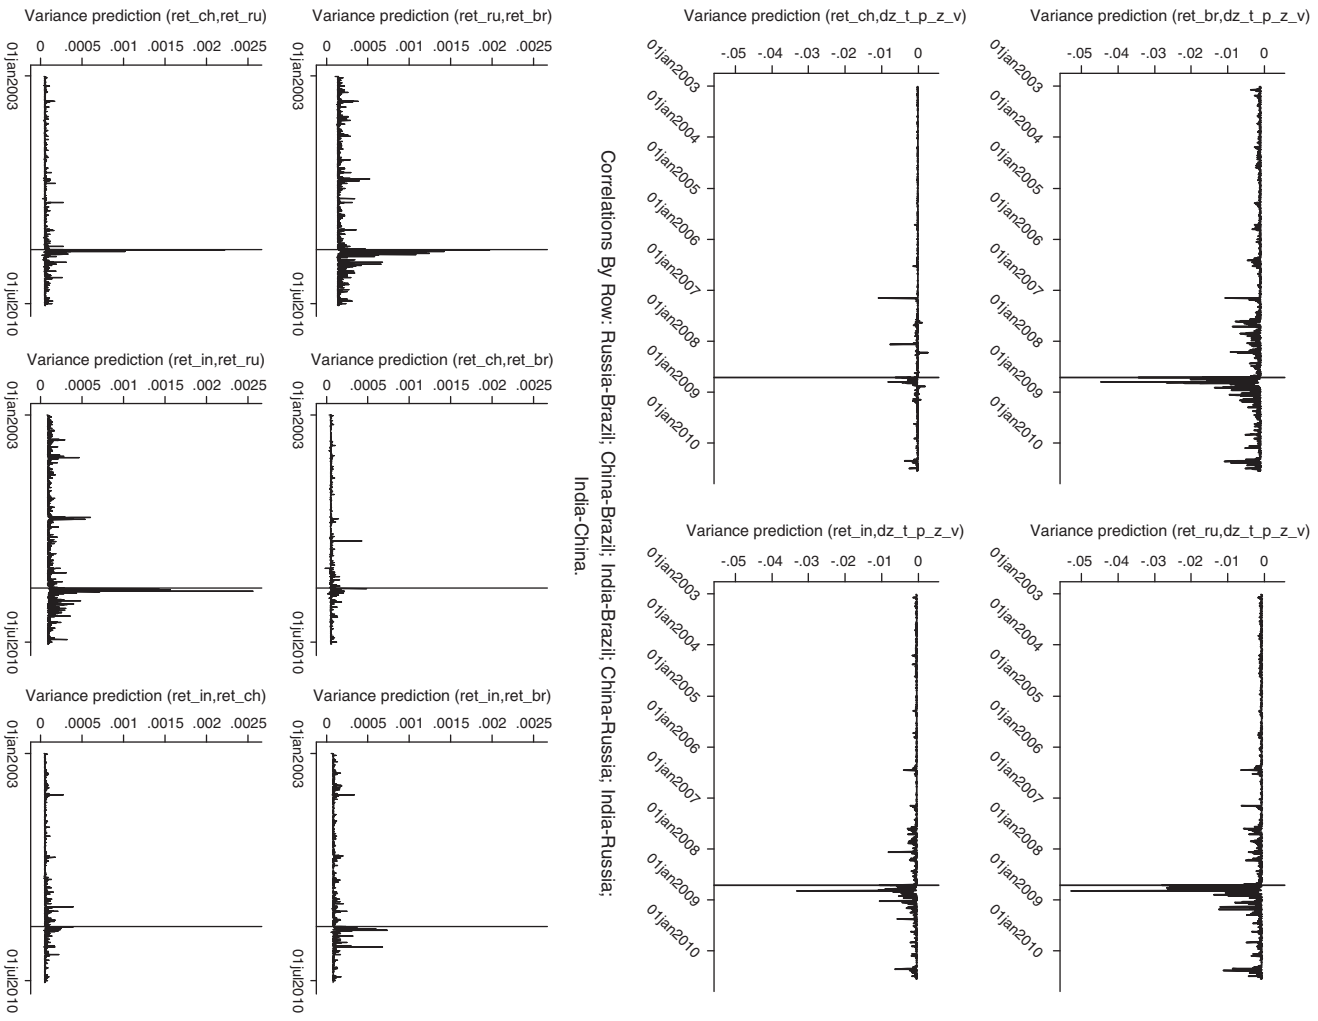 Variance prediction (ret_br,dz_t_p_z_v)
-.05 -.04 -.03 -.02 -.01 0
01jan2003
01jan2004
01jan2005
01jan2006
01jan2007
01jan2008
01jan2009
01jan2010
Variance prediction (ret_ru,dz_t_p_z_v)
-.05 -.04 -.03 -.02 -.01 0
01jan2003
01jan2004
01jan2005
01jan2006
01jan2007
01jan2008
01jan2009
01jan2010
Variance prediction (ret_ch,dz_t_p_z_v)
-.05 -.04 -.03 -.02 -.01 0
01jan2003
01jan2004
01jan2005
01jan2006
01jan2007
01jan2008
01jan2009
01jan2010
Variance prediction (ret_in,dz_t_p_z_v)
-.05 -.04 -.03 -.02 -.01 0
01jan2003
01jan2004
01jan2005
01jan2006
01jan2007
01jan2008
01jan2009
01jan2010
Correlations By Row: Russia-Brazil; China-Brazil; India-Brazil; China-Russia; India-Russia;
India-China.
Variance prediction (ret_ru,ret_br)
0 .0005 .001 .0015 .002 .0025
01jan2003 01jul2010
Variance prediction (ret_ch,ret_br)
0 .0005 .001 .0015 .002 .0025
01jan2003 01jul2010
Variance prediction (ret_in,ret_br)
0 .0005 .001 .0015 .002 .0025
01jan2003 01jul2010
Variance prediction (ret_ch,ret_ru)
0 .0005 .001 .0015 .002 .0025
01jan2003 01jul2010
Variance prediction (ret_in,ret_ru)
0 .0005 .001 .0015 .002 .0025
01jan2003 01jul2010
Variance prediction (ret_in,ret_ch)
0 .0005 .001 .0015 .002 .0025
01jan2003 01jul2010